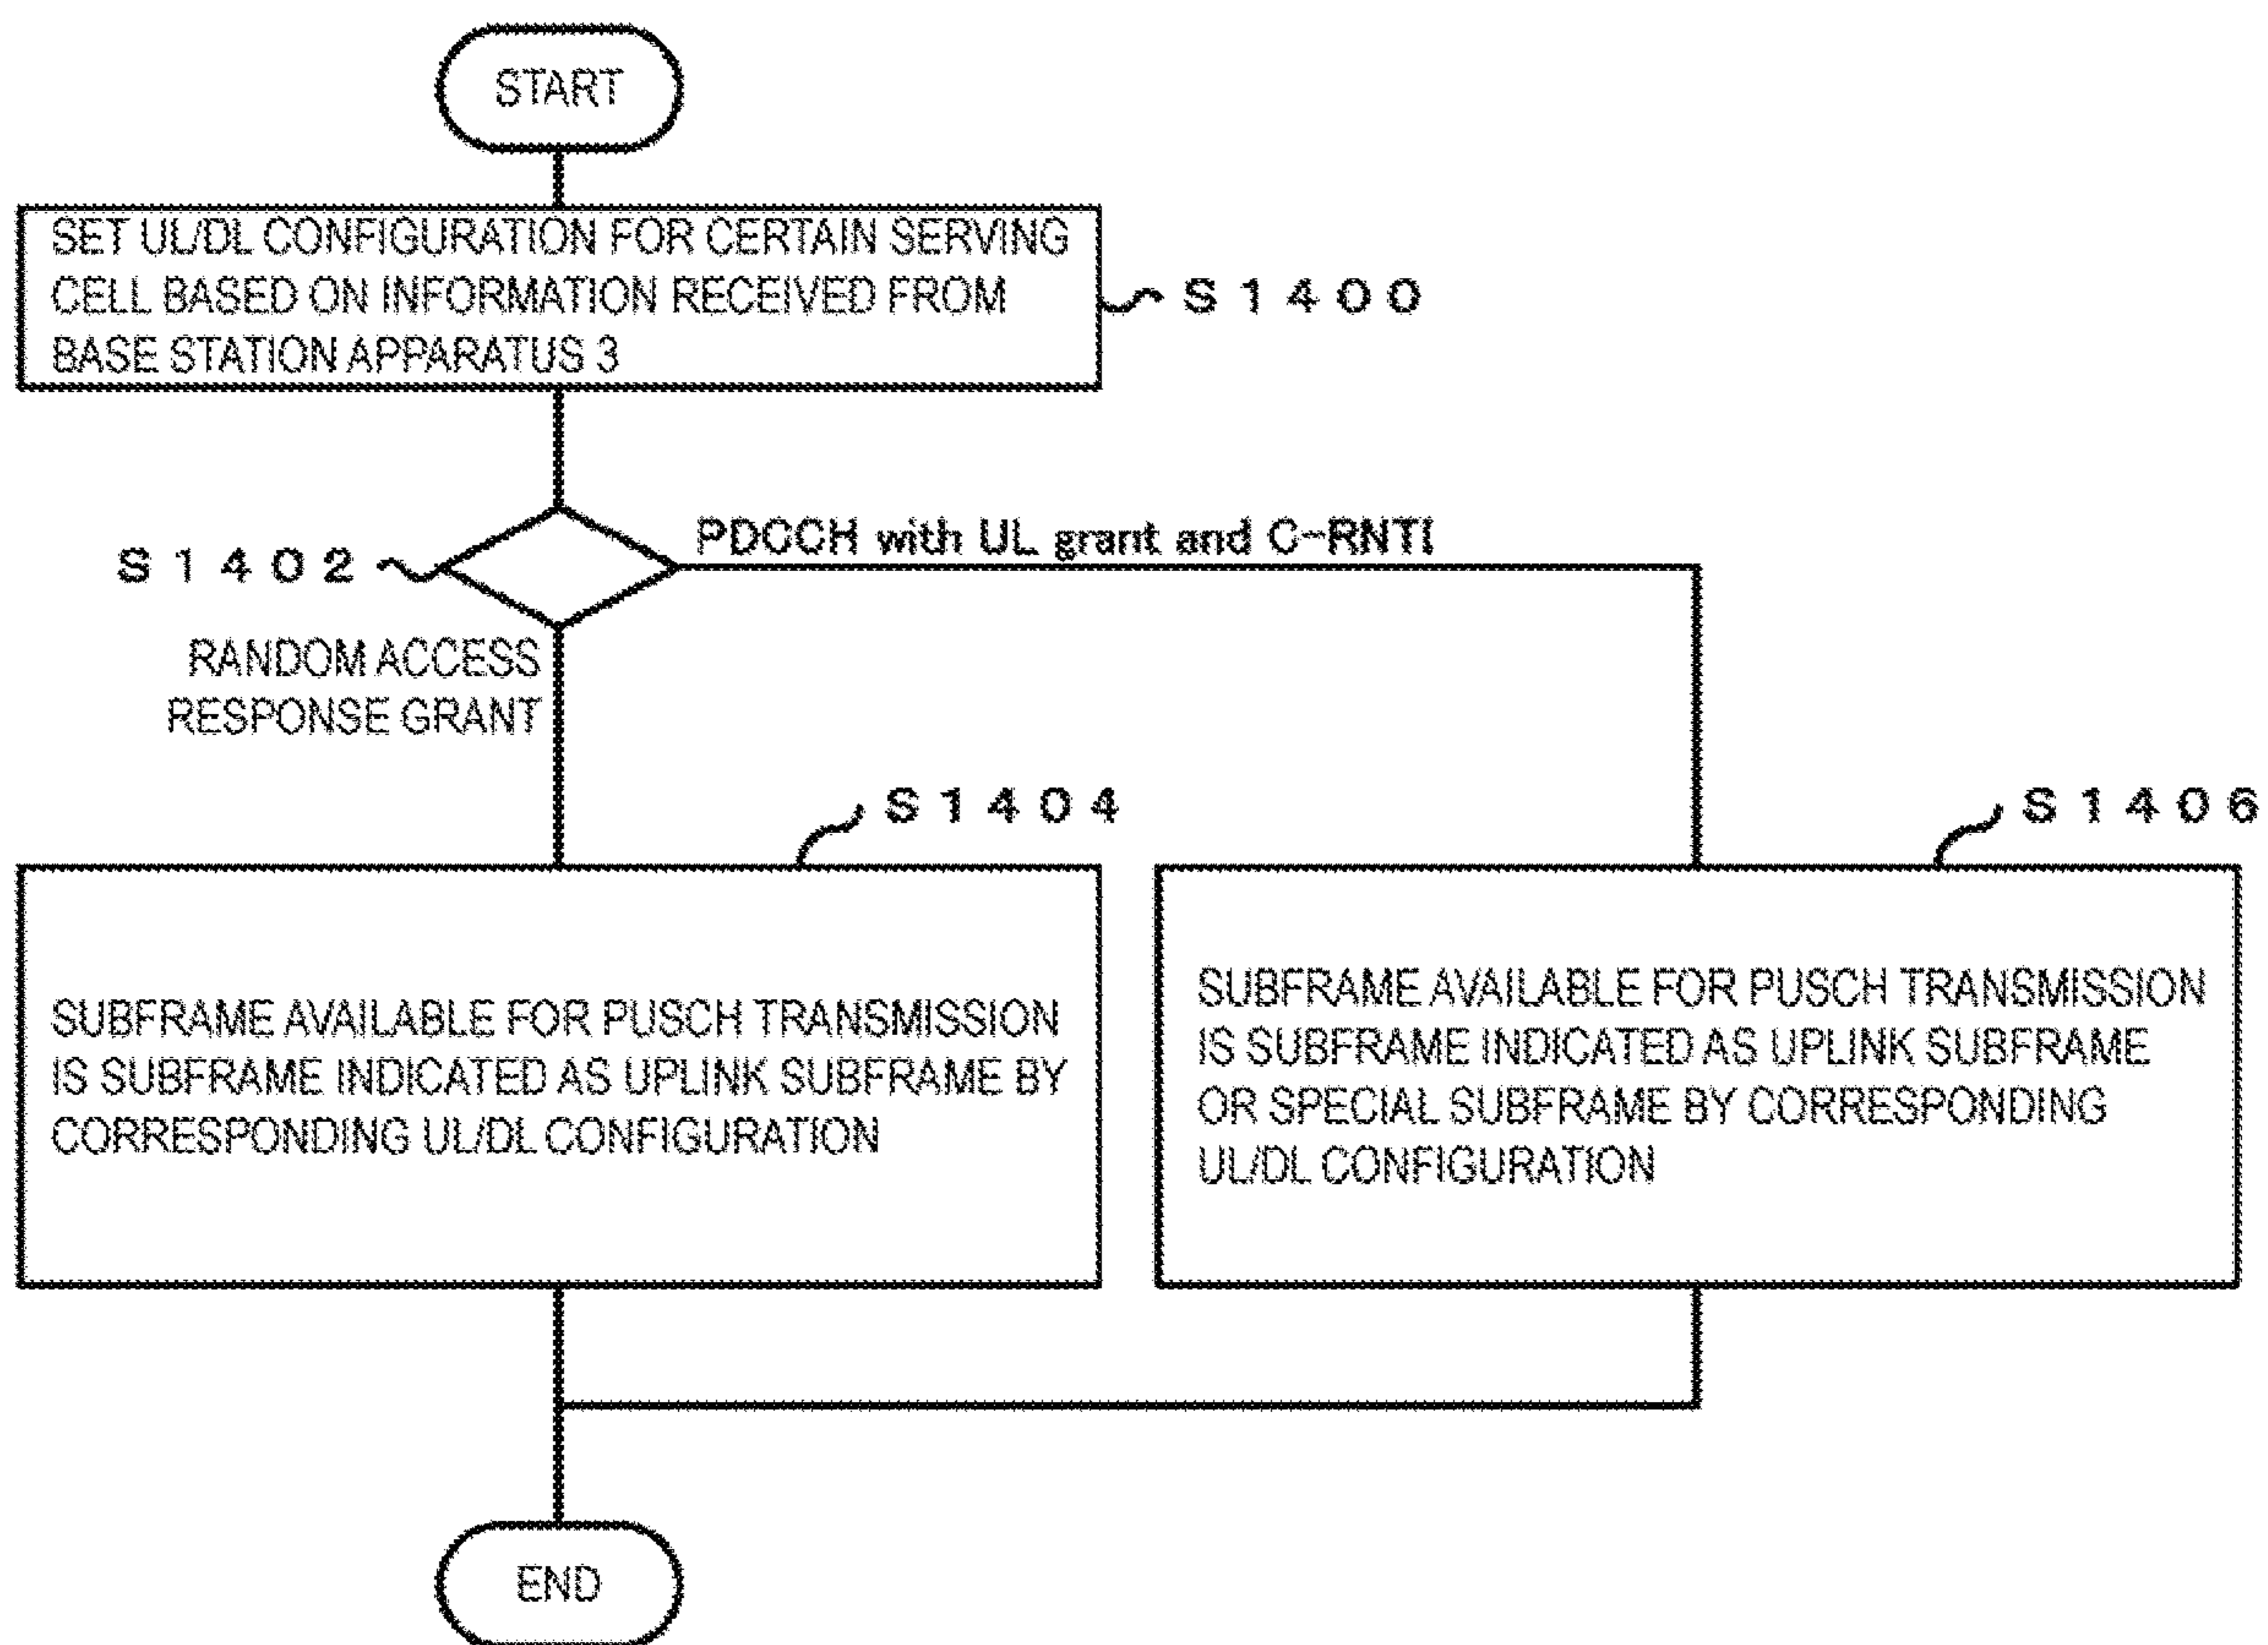 START
SET UL/DL CONFIGURATION FOR CERTAIN SERVING
CELL BASED ON INFORMATION RECEIVED FROM
BASE STATION APPARATUS 3
S1400
PDCCH with UL grant and C-RNTI
S1402
RANDOM ACCESS
RESPONSE GRANT
S1404
S1406
SUBFRAME AVAILABLE FOR PUSCH TRANSMISSION
IS SUBFRAME INDICATED AS UPLINK SUBFRAME BY
CORRESPONDING UL/DL CONFIGURATION
SUBFRAME AVAILABLE FOR PUSCH TRANSMISSION
IS SUBFRAME INDICATED AS UPLINK SUBFRAME
OR SPECIAL SUBFRAME BY CORRESPONDING
UL/DL CONFIGURATION
END